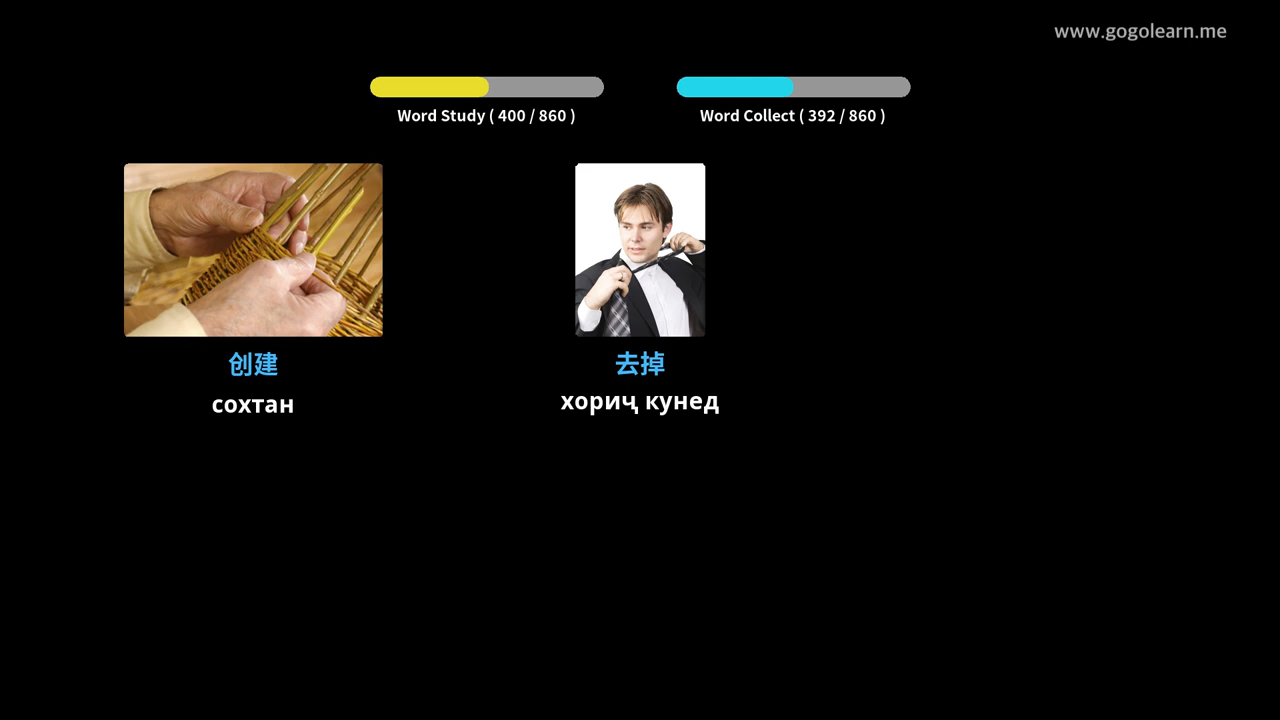 www.gogolearn.me
Word Study ( 400 / 860 )
Word Collect ( 392 / 860 )
创建
сохтан
去掉
хориҷ кунед